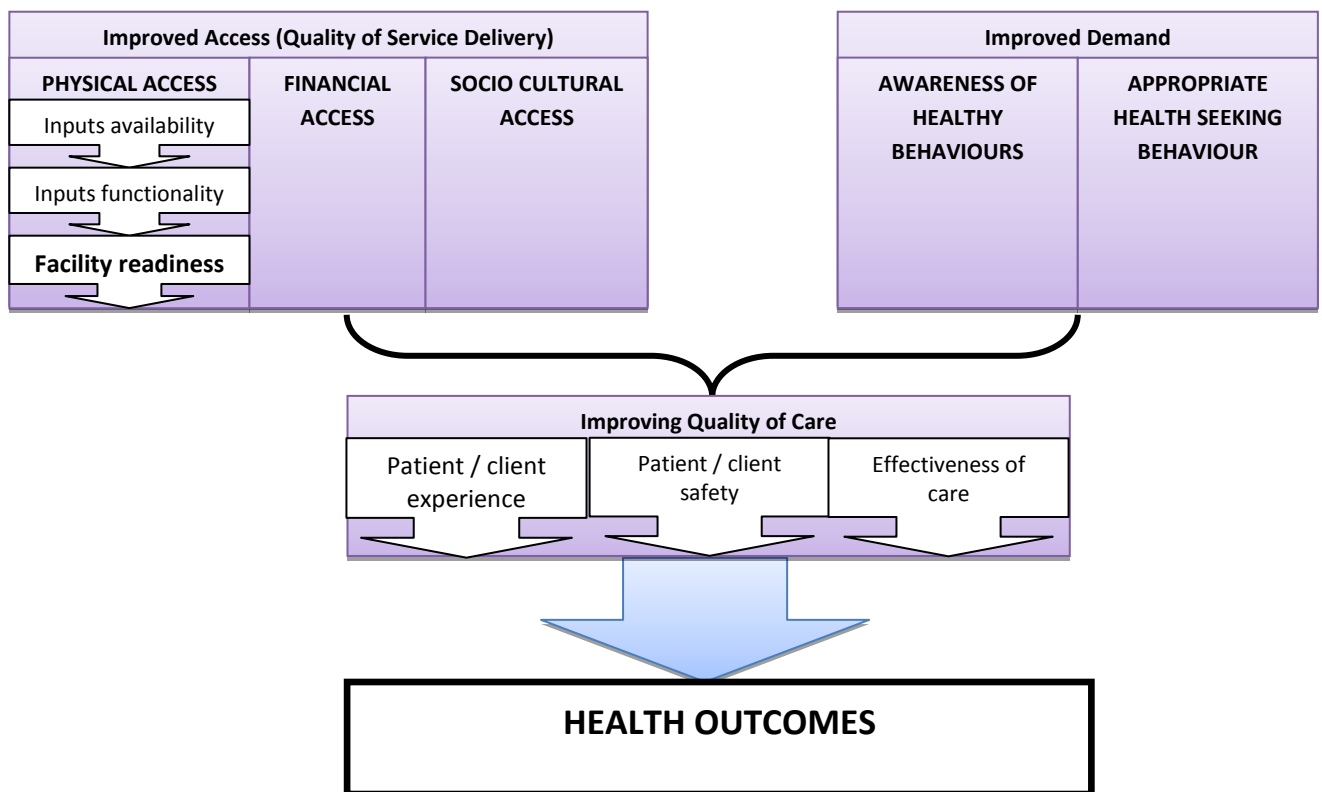 Improved Access (Quality of Service Delivery)
PHYSICAL ACCESS
Inputs availability
Inputs functionality
Facility readiness
FINANCIAL
ACCESS
SOCIO CULTURAL
ACCESS
Improved Demand
AWARENESS OF
HEALTHY
BEHAVIOURS
APPROPRIATE
HEALTH SEEKING
BEHAVIOUR
Improving Quality of Care
Patient / client
experience
Patient / client
safety
Effectiveness of
care
HEALTH OUTCOMES